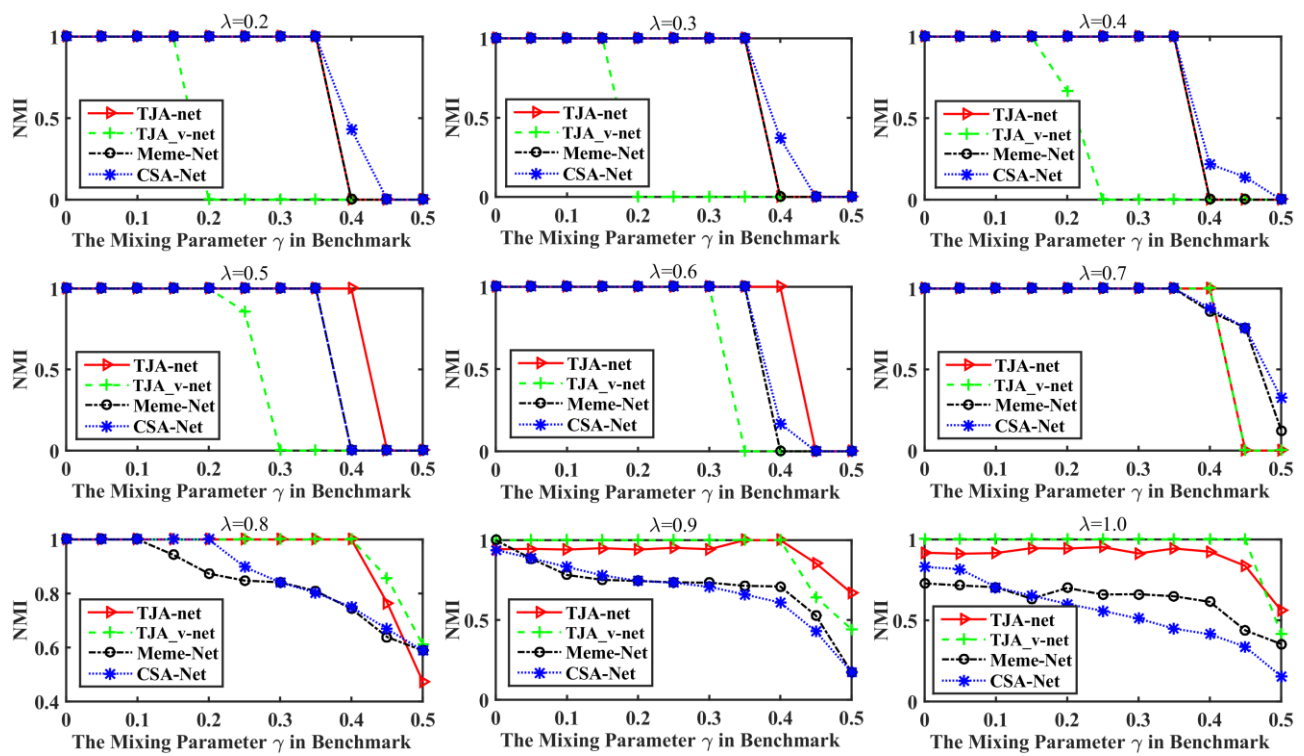 λ=0.2
1
0.5
0
NMI
TJA-net
TJA_v-net
Meme-Net
CSA-Net
0 0.1 0.2 0.3 0.4 0.5
The Mixing Parameter γ in Benchmark
λ=0.3
1
0.5
0
NMI
TJA-net
TJA_v-net
Meme-Net
CSA-Net
0 0.1 0.2 0.3 0.4 0.5
The Mixing Parameter γ in Benchmark
λ=0.4
1
0.5
0
NMI
TJA-net
TJA_v-net
Meme-Net
CSA-Net
0 0.1 0.2 0.3 0.4 0.5
The Mixing Parameter γ in Benchmark
λ=0.5
1
0.5
0
NMI
TJA-net
TJA_v-net
Meme-Net
CSA-Net
0 0.1 0.2 0.3 0.4 0.5
The Mixing Parameter γ in Benchmark
λ=0.6
1
0.5
0
NMI
TJA-net
TJA_v-net
Meme-Net
CSA-Net
0 0.1 0.2 0.3 0.4 0.5
The Mixing Parameter γ in Benchmark
λ=0.7
1
0.5
0
NMI
TJA-net
TJA_v-net
Meme-Net
CSA-Net
0 0.1 0.2 0.3 0.4 0.5
The Mixing Parameter γ in Benchmark
λ=0.8
1
0.8
0.6
0.4
NMI
TJA-net
TJA_v-net
Meme-Net
CSA-Net
0 0.1 0.2 0.3 0.4 0.5
The Mixing Parameter γ in Benchmark
λ=0.9
1
0.5
0
NMI
TJA-net
TJA_v-net
Meme-Net
CSA-Net
0 0.1 0.2 0.3 0.4 0.5
The Mixing Parameter γ in Benchmark
λ=1.0
1
0.5
0
NMI
TJA-net
TJA_v-net
Meme-Net
CSA-Net
0 0.1 0.2 0.3 0.4 0.5
The Mixing Parameter γ in Benchmark